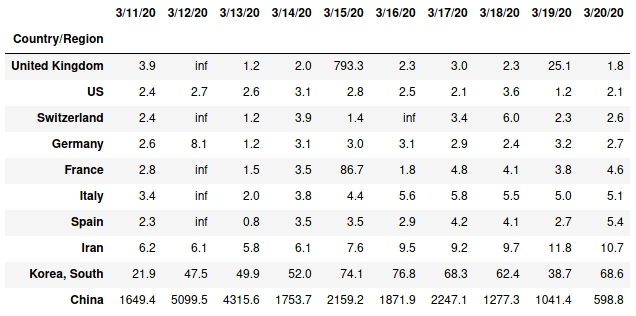 3/11/20 3/12/20 3/13/20 3/14/20 3/15/20 3/16/20 3/17/20 3/18/20 3/19/20 3/20/20
Country/Region
United Kingdom 3.9 inf 1.2 2.0 793.3 2.3 3.0 2.3 25.1 1.8
US 2.4 2.7 2.6 3.1 2.8 2.5 2.1 3.6 1.2 2.1
Switzerland 2.4 inf 1.2 3.9 1.4 inf 3.4 6.0 2.3 2.6
Germany 2.6 8.1 1.2 3.1 3.0 3.1 2.9 2.4 3.2 2.7
France 2.8 inf 1.5 3.5 86.7 1.8 4.8 4.1 3.8 4.6
Italy 3.4 inf 2.0 3.8 4.4 5.6 5.8 5.5 5.0 5.1
Spain 2.3 inf 0.8 3.5 3.5 2.9 4.2 4.1 2.7 5.4
Iran 6.2 6.1 5.8 6.1 7.6 9.5 9.2 9.7 11.8 10.7
Korea, South 21.9 47.5 49.9 52.0 74.1 76.8 68.3 62.4 38.7 68.6
China 1649.4 5099.5 4315.6 1753.7 2159.2 1871.9 2247.1 1277.3 1041.4 598.8